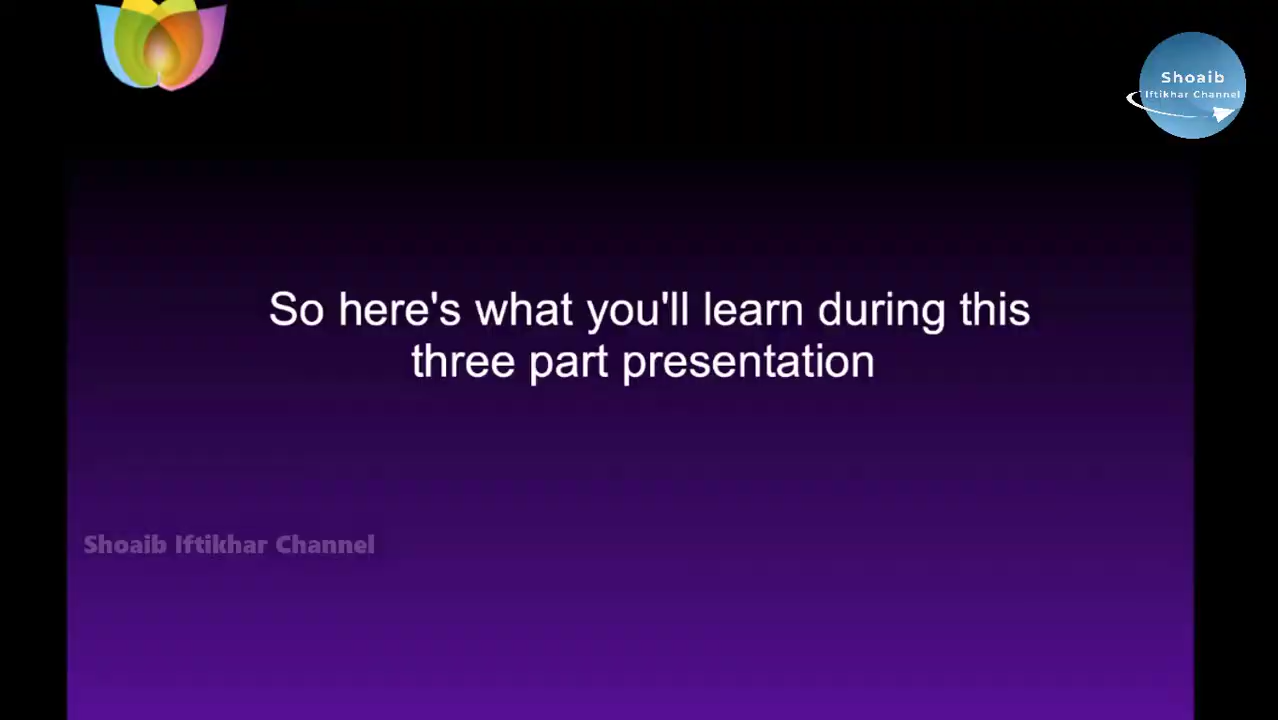 Shoaib
Iftikhar Channel
So here's what you'll learn during this
three part presentation
Shoaib Iftikhar Channel